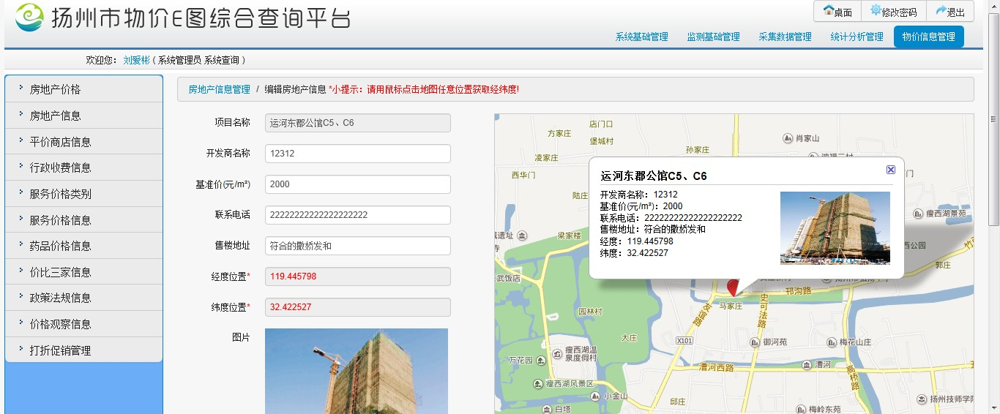 扬州市物价E图综合查询平台
桌面 修改密码 退出
系统基础管理 监测基础管理 采集数据管理 统计分析管理 物价信息管理
欢迎您： 刘爱彬 ( 系统管理员 系统查询 )
房地产价格
房地产信息
平价商店信息
行政收费信息
服务价格类别
服务价格信息
药品价格信息
价比三家信息
政策法规信息
价格观察信息
打折促销管理
房地产信息管理 / 编辑房地产信息 *小提示：请用鼠标点击地图任意位置获取经纬度!
项目名称 运河东郡公馆C5、C6
开发商名称 12312
基准价(元/m²) 2000
联系电话 22222222222222222222
售楼地址 符合的撒娇发和
经度位置* 119.445798
纬度位置* 32.422527
图片
店门口
方家庄
堡城村
肖家山
孙家庄
凌家庄
西华门
陆庄
瘦西湖景苑
梁家楼
西公园
郎庄
武饭店
运河东郡公馆C5、C6
开发商名称：12312
基准价(元/m²)：2000
联系电话：22222222222222222222
售楼地址：符合的撒娇发和
经度：119.445798
纬度：32.422527
邗沟路
马家庄
友谊路
史可法路
园林村
大庄
X101
御河苑
梅花山庄
瘦西湖温泉度假村
万花园
漕河西路
漕河
高桥路
瘦西湖风景区
小金山
邱庄
扬州技师学院
白塔
梅岭东苑